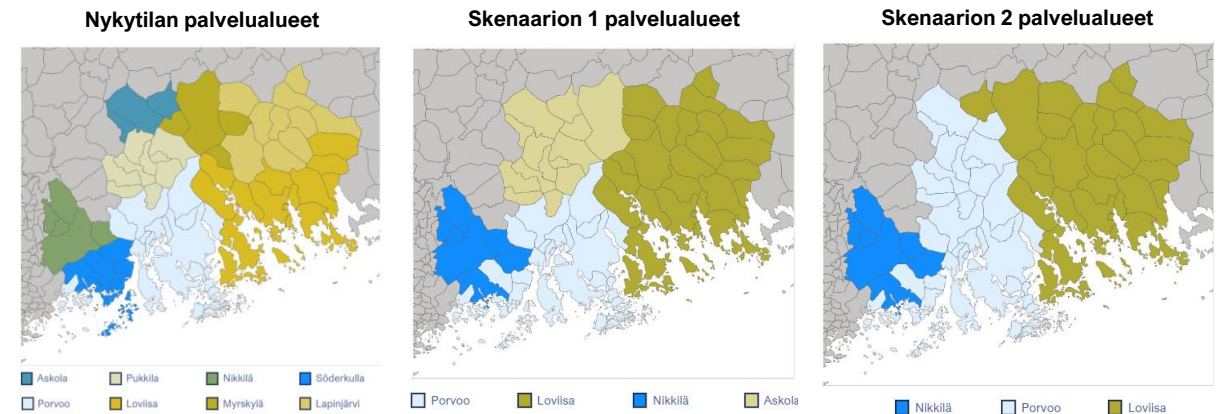 Nykytilan palvelualueet
Skenaarion 1 palvelualueet
Skenaarion 2 palvelualueet
Askola Pukkila Nikkilä Söderkulla
Porvoo Loviisa Myrskylä Lapinjärvi
Porvoo Loviisa Nikkilä Askola
Nikkilä Porvoo Loviisa